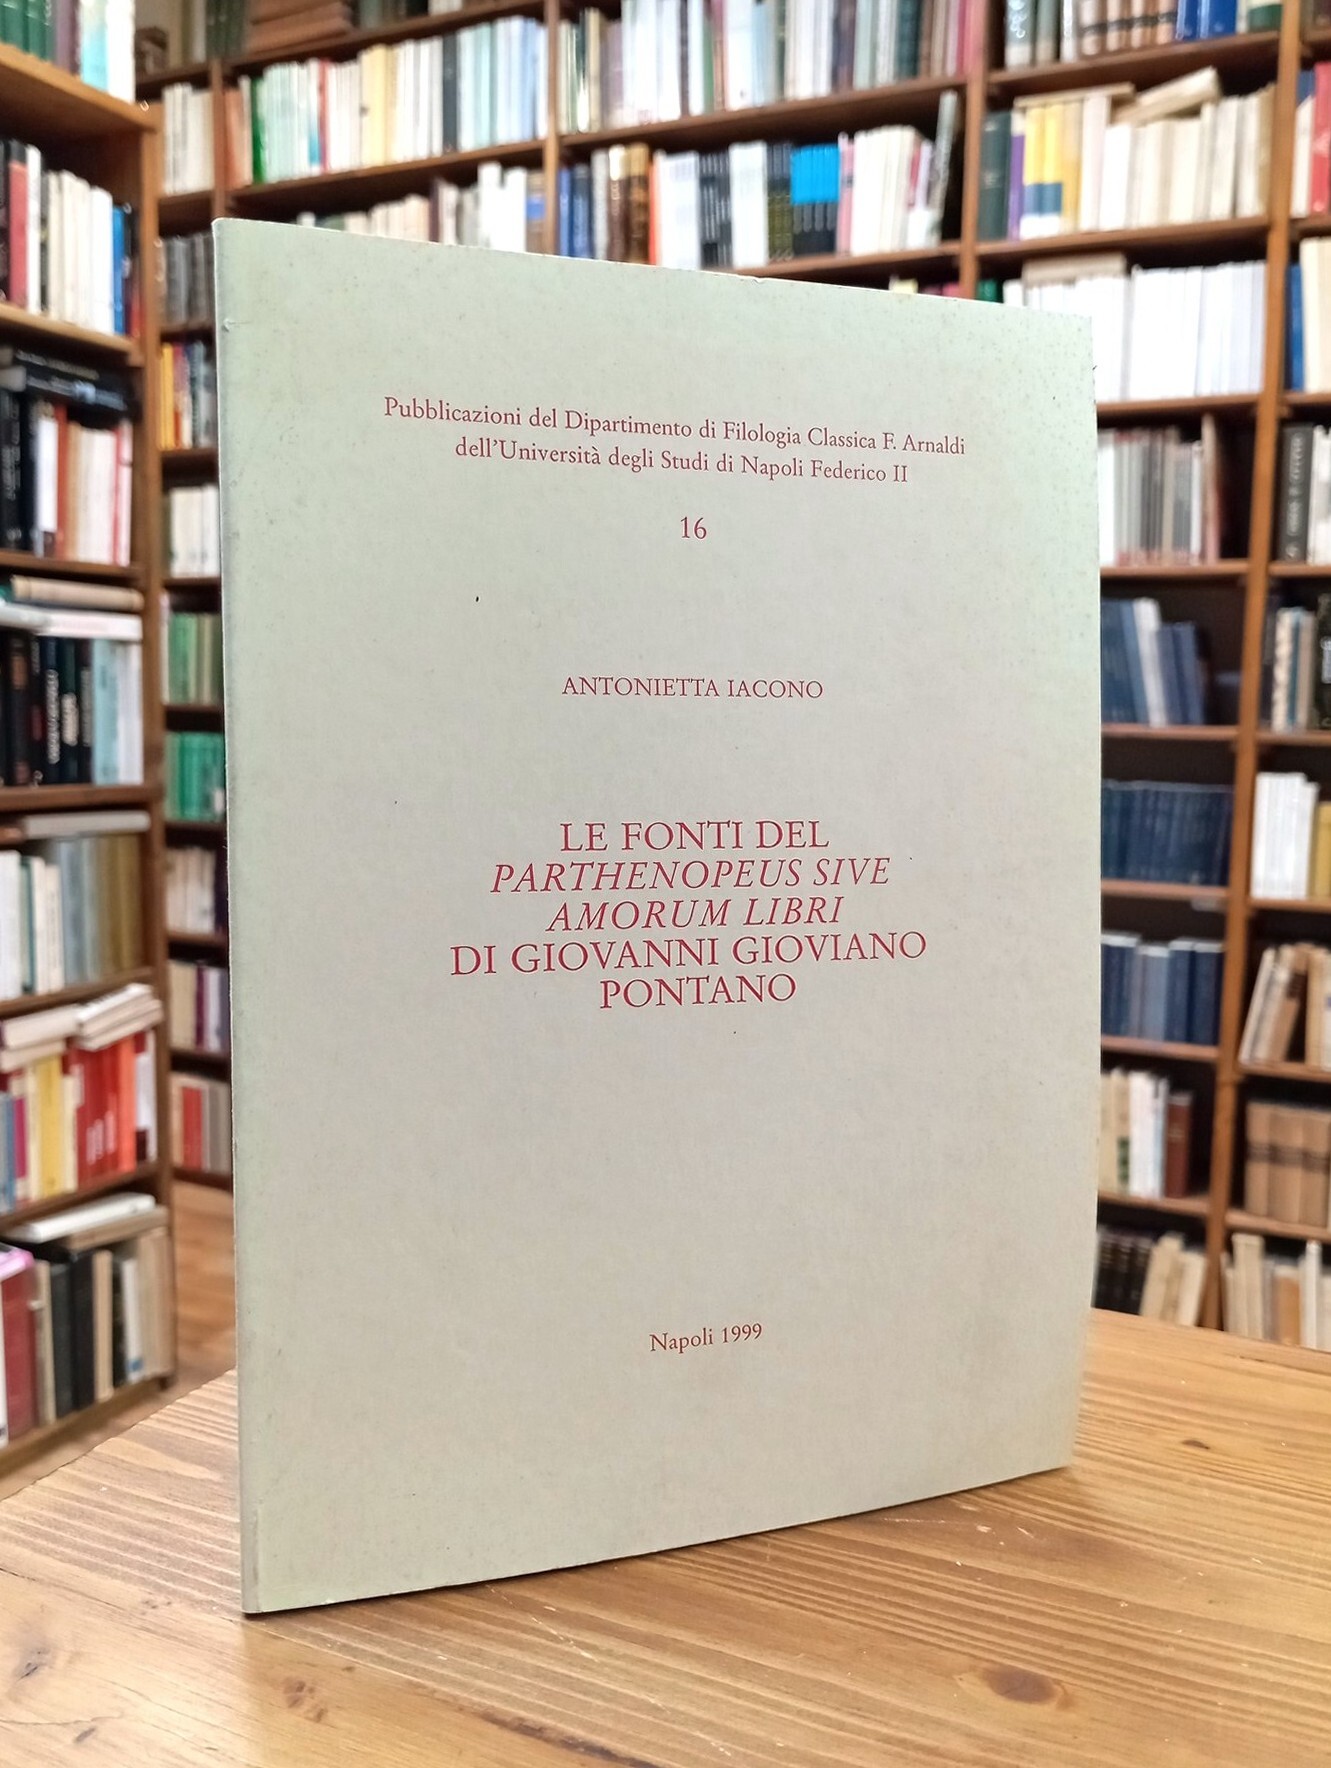 Pubblicazioni del Dipartimento di Filologia Classica F. Arnaldi
dell'Università degli Studi di Napoli Federico II
16
ANTONIETTA IACONO
LE FONTI DEL
PARTHENOPEUS SIVE
AMORUM LIBRI
DI GIOVANNI GIOVIANO
PONTANO
Napoli 1999